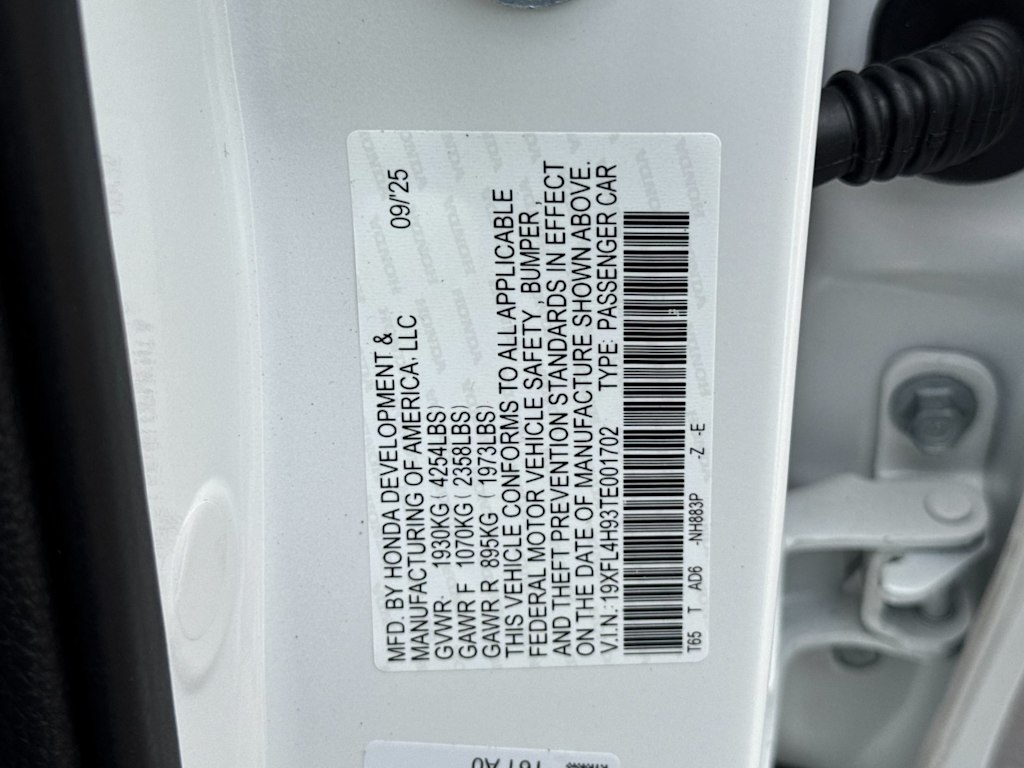 MFD. BY HONDA DEVELOPMENT &
MANUFACTURING OF AMERICA, LLC 09/'25
GVWR 1930KG ( 4254LBS)
GAWR F 1070KG ( 2358LBS)
GAWR R 895KG ( 1973LBS)
THIS VEHICLE CONFORMS TO ALL APPLICABLE
FEDERAL MOTOR VEHICLE SAFETY, BUMPER ,
AND THEFT PREVENTION STANDARDS IN EFFECT
ON THE DATE OF MANUFACTURE SHOWN ABOVE.
V.I.N.:19XFL4H93TE001702 TYPE: PASSENGER CAR
T65 T AD6 -NH883P -Z -E